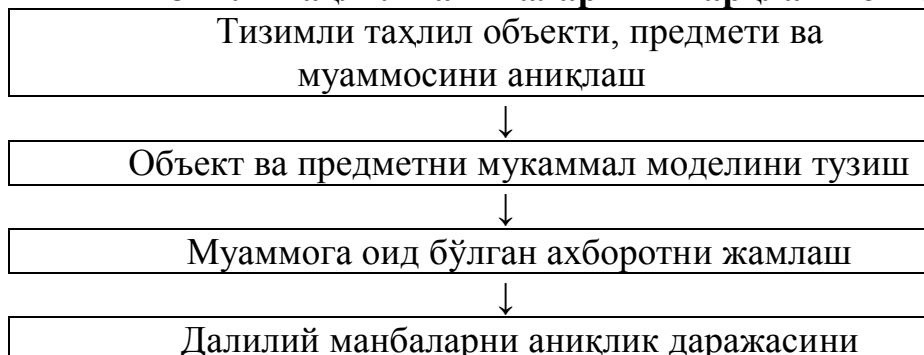 Тизимли таҳлил объекти, предмети ва
муаммосини аниқлаш
↓
Объект ва предметни мукаммал моделини тузиш
↓
Муаммога оид бўлган ахборотни жамлаш
↓
Далилий манбаларни аниқлик даражасини